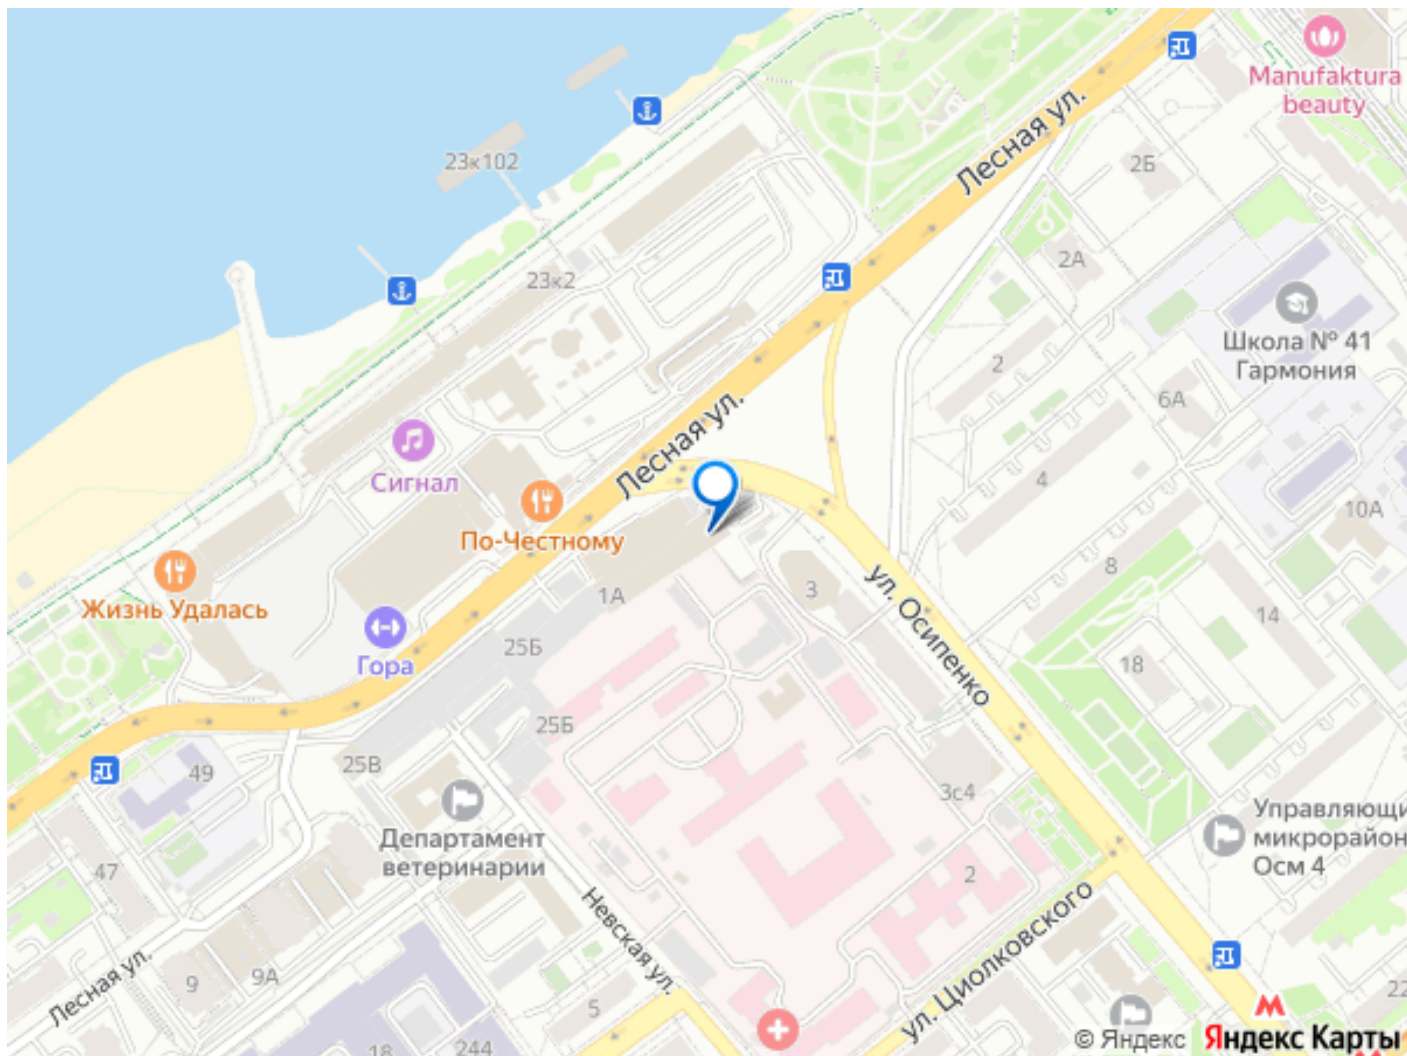 Manufaktura
beauty
Лесная ул.
23к102
2Б
2А
23к2
Школа № 41
Гармония
2
6А
Лесная ул.
Сигнал
4
10А
По-Честному
8
ул. Осипенко
Жизнь Удалась
1А
3
14
Гора
25Б
18
25Б
25В
49
3с4
Управляющи
микрорайон
Осм 4
Департамент
ветеринарии
47
2
Невская ул.
ул. Циолковского
Лесная ул.
9
9А
5
22
18
244
© Яндекс Яндекс Карты